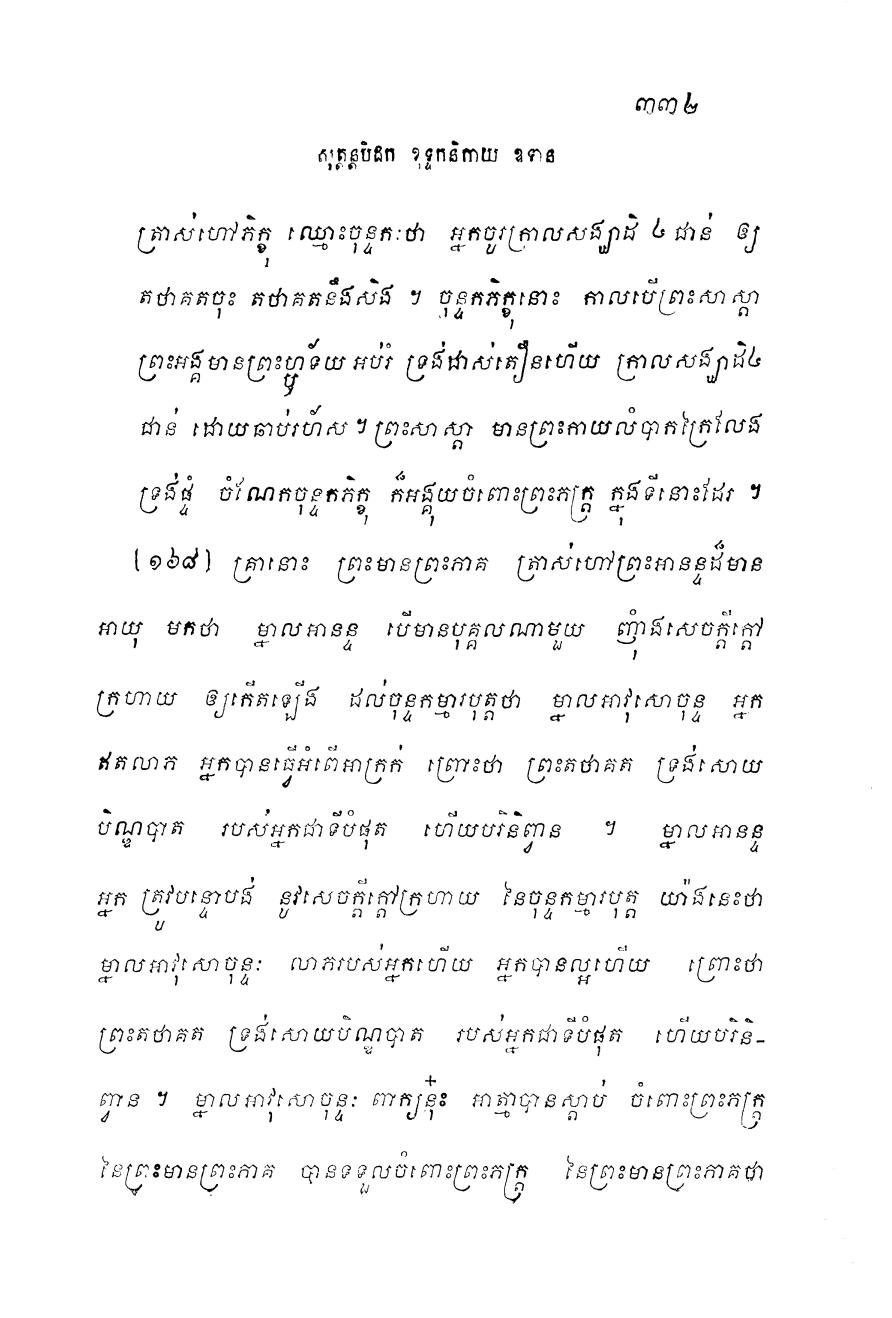 ៣៣៤
សុត្តន្តបិដក ខុទ្ទកនិកាយ ឧទាន
ត្រាស់ហៅភិក្ខុ ឈ្មោះចុន្ទកៈថា អ្នកចូរក្រាលសង្ឃាដិ ៤ ជាន់ ឲ្យ
តថាគតចុះ តថាគតនឹងសិង ។ ចុន្ទកភិក្ខុនោះ កាលបើព្រះសាស្តា
ព្រះអង្គមានព្រះហ្ឫទ័យ អប់រំ ទ្រង់ដាស់តឿនហើយ ក្រាលសង្ឃាដិ៤
ជាន់ ដោយឆាប់រហ័ស ។ ព្រះសាស្តា មានព្រះកាយលំបាកក្រៃលែង
ទ្រង់ផ្ទំ ចំណែកចុន្ទកភិក្ខុ ក៏អង្គុយចំពោះព្រះភក្ត្រ ក្នុងទីនោះដែរ ។
[១៦៨] គ្រានោះ ព្រះមានព្រះភាគ ត្រាស់ហៅព្រះអានន្ទដ៏មាន
អាយុ មកថា ម្នាលអានន្ទ បើមានបុគ្គលណាមួយ ញុំាងសេចក្តីក្តៅ
ក្រហាយ ឲ្យកើតឡើង ដល់ចុន្ទកម្មារបុត្តថា ម្នាលអាវុសោចុន្ទ អ្នក
ឥតលាភ អ្នកបានធ្វើអំពើអាក្រក់ ព្រោះថា ព្រះតថាគត ទ្រង់សោយ
បិណ្ឌបាត របស់អ្នកជាទីបំផុត ហើយបរិនិព្វាន ។ ម្នាលអានន្ទ
អ្នក ត្រូវបន្ទោបង់ នូវសេចក្តីក្តៅក្រហាយ នៃចុន្ទកម្មារបុត្ត យ៉ាងនេះថា
ម្នាលអាវុសោចុន្ទៈ លាភរបស់អ្នកហើយ អ្នកបានល្អហើយ ព្រោះថា
ព្រះតថាគត ទ្រង់សោយបិណ្ឌបាត របស់អ្នកជាទីបំផុត ហើយបរិនិ-
ព្វាន ។ ម្នាលអាវុសោចុន្ទៈ ពាក្យនុ៎ះ អាត្មាបានស្តាប់ ចំពោះព្រះភក្ត្រ
នៃព្រះមានព្រះភាគ បានទទួលចំពោះព្រះភក្ត្រ នៃព្រះមានព្រះភាគថា